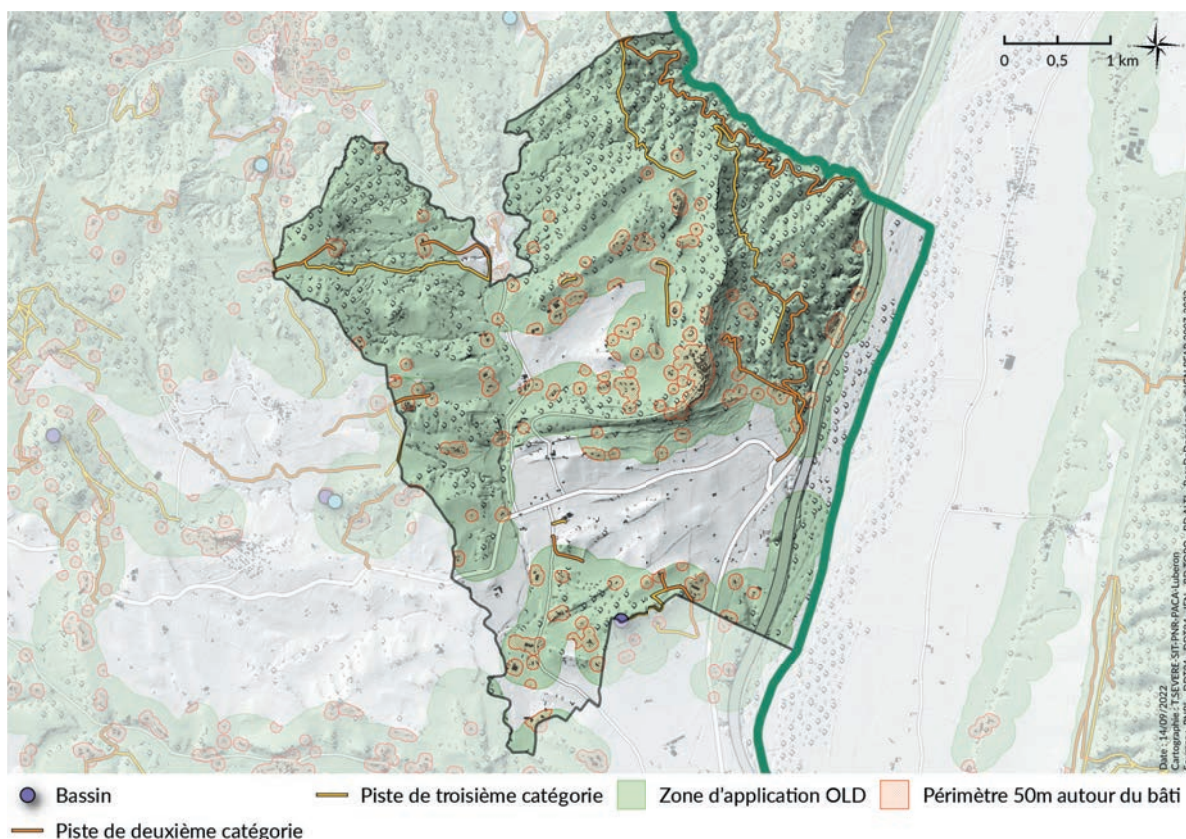 0 0,5 1 km
Date : 14/09/2022
Cartographie : T.SEVERE-SIT-PNR-PACA-Luberon
Bassin
Piste de troisième catégorie
Zone d'application OLD
Périmètre 50m autour du bâti
Piste de deuxième catégorie